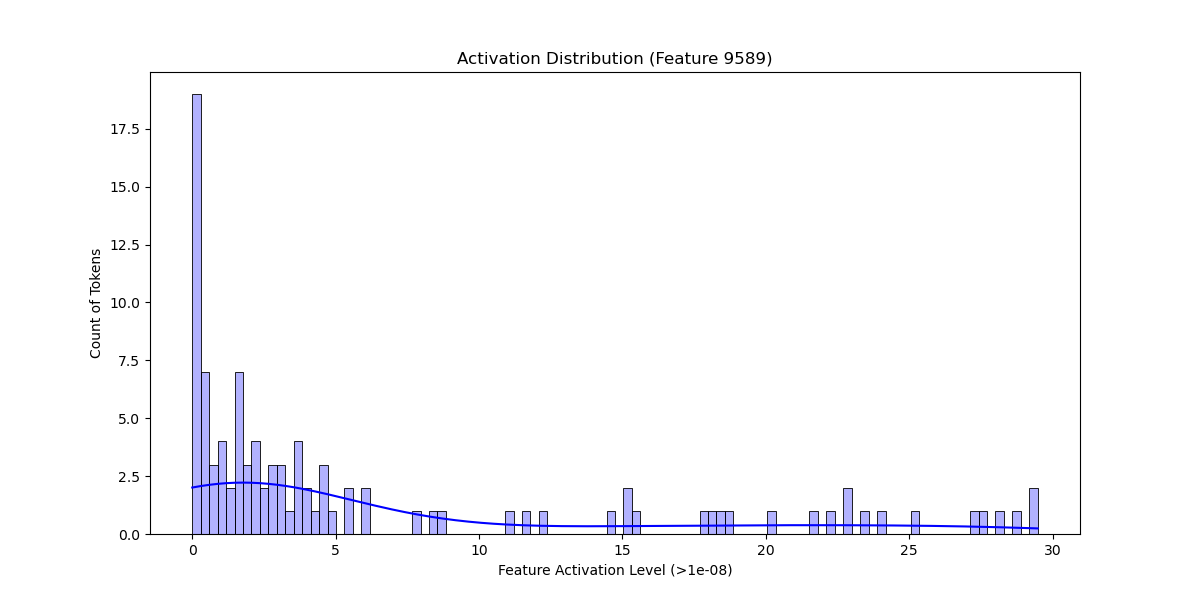 Activation Distribution (Feature 9589)
Count of Tokens
17.5
15.0
12.5
10.0
7.5
5.0
2.5
0.0
0 5 10 15 20 25 30
Feature Activation Level (>1e-08)